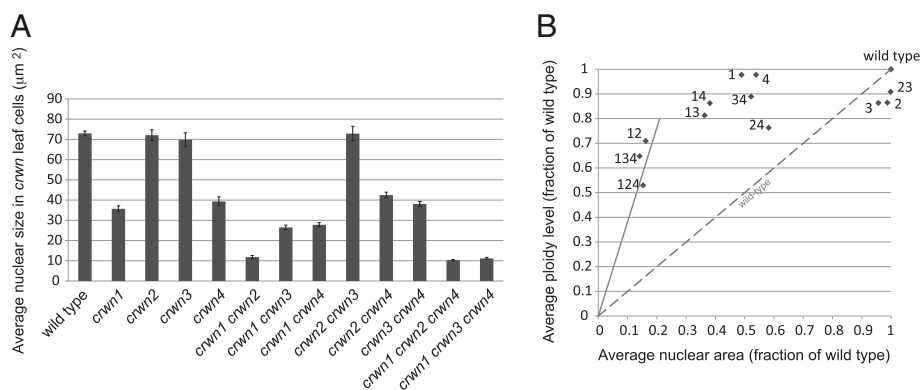 A
Average nuclear size in crwn leaf cells (µm 2)
90
80
70
60
50
40
30
20
10
0
wild type
crwn1
crwn2
crwn3
crwn4
crwn1 crwn2
crwn1 crwn3
crwn1 crwn4
crwn2 crwn3
crwn2 crwn4
crwn3 crwn4
crwn1 crwn2 crwn4
crwn1 crwn3 crwn4
B
Average ploidy level (fraction of wild type)
1
0.9
0.8
0.7
0.6
0.5
0.4
0.3
0.2
0.1
0
wild type
1
4
23
14
34
3
2
13
24
12
134
124
wild-type
0
0.1
0.2
0.3
0.4
0.5
0.6
0.7
0.8
0.9
1
Average nuclear area (fraction of wild type)